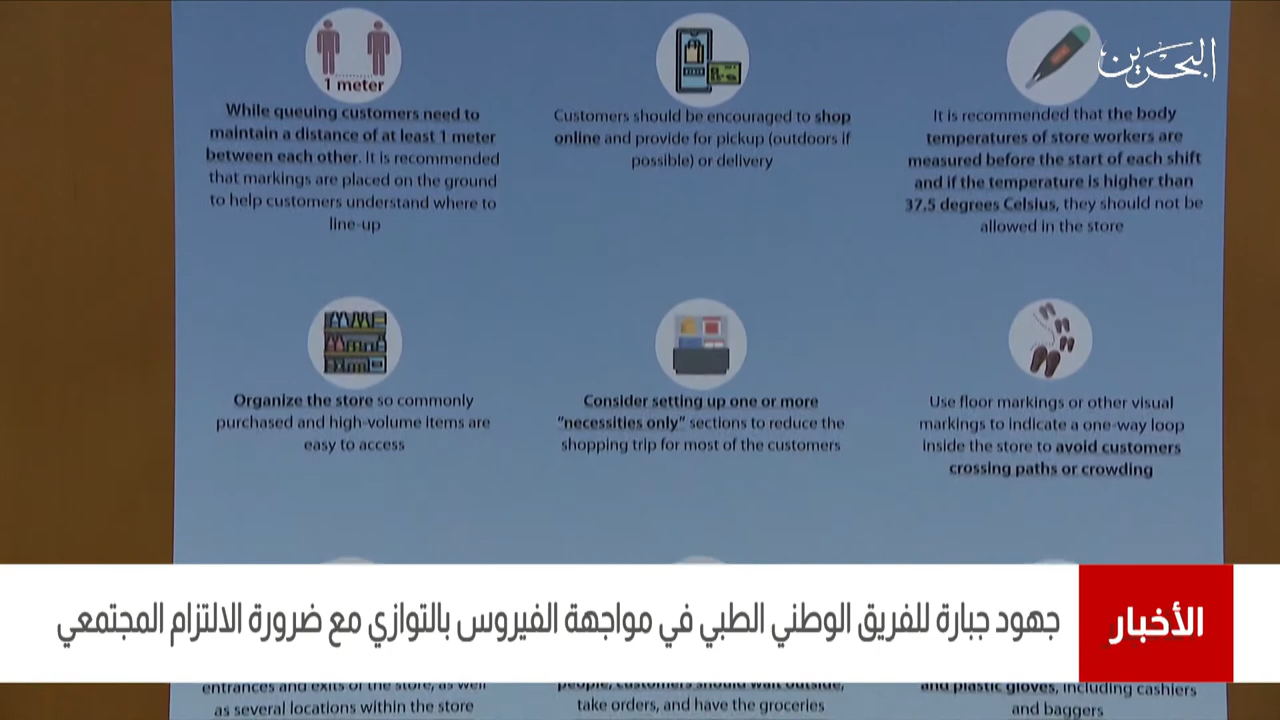 البحرين
1 meter
While queuing customers need to
maintain a distance of at least 1 meter
between each other. It is recommended
that markings are placed on the ground
to help customers understand where to
line-up
Customers should be encouraged to shop
online and provide for pickup (outdoors if
possible) or delivery
It is recommended that the body
temperatures of store workers are
measured before the start of each shift
and if the temperature is higher than
37.5 degrees Celsius, they should not be
allowed in the store
Organize the store so commonly
purchased and high-volume items are
easy to access
Consider setting up one or more
"necessities only" sections to reduce the
shopping trip for most of the customers
Use floor markings or other visual
markings to indicate a one-way loop
inside the store to avoid customers
crossing paths or crowding
الأخبار
جهود جبارة للفريق الوطني الطبي في مواجهة الفيروس بالتوازي مع ضرورة الالتزام المجتمعي
entrances and exits of the store, as well
as several locations within the store
people, customers should wait outside,
take orders, and have the groceries
and plastic gloves, including cashiers
and baggers